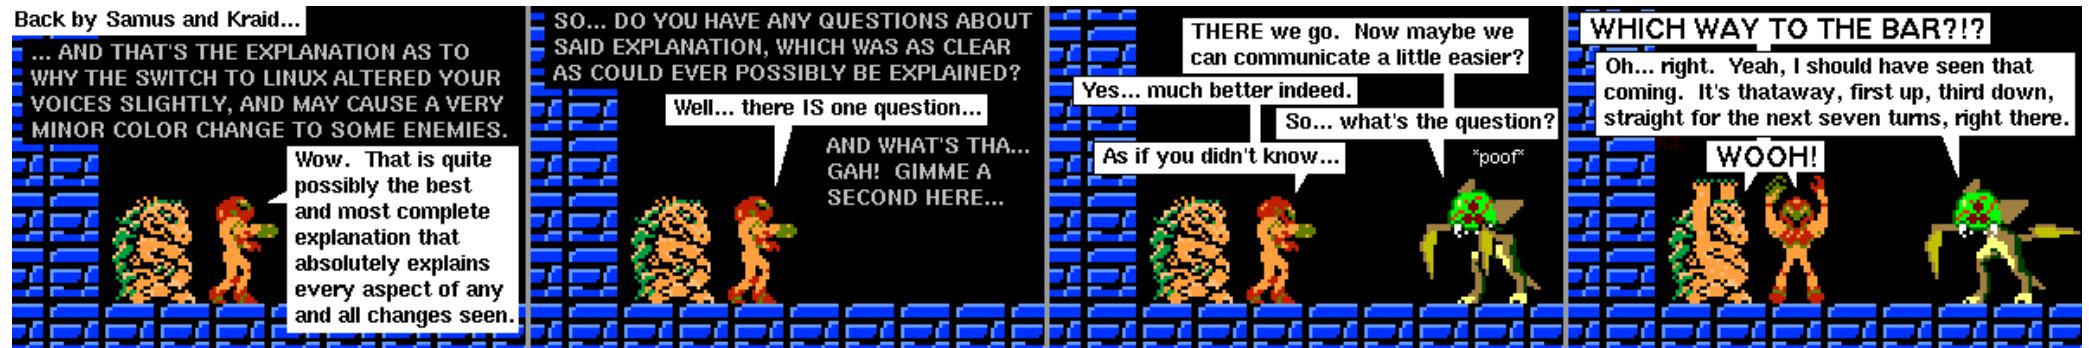 Back by Samus and Kraid...
... AND THAT'S THE EXPLANATION AS TO
WHY THE SWITCH TO LINUX ALTERED YOUR
VOICES SLIGHTLY, AND MAY CAUSE A VERY
MINOR COLOR CHANGE TO SOME ENEMIES.
Wow. That is quite
possibly the best
and most complete
explanation that
absolutely explains
every aspect of any
and all changes seen.
SO... DO YOU HAVE ANY QUESTIONS ABOUT
SAID EXPLANATION, WHICH WAS AS CLEAR
AS COULD EVER POSSIBLY BE EXPLAINED?
Well... there IS one question...
AND WHAT'S THA...
GAH! GIMME A
SECOND HERE...
THERE we go. Now maybe we
can communicate a little easier?
Yes... much better indeed.
So... what's the question?
As if you didn't know...
*poof*
WHICH WAY TO THE BAR?!?
Oh... right. Yeah, I should have seen that
coming. It's thataway, first up, third down,
straight for the next seven turns, right there.
WOOH!